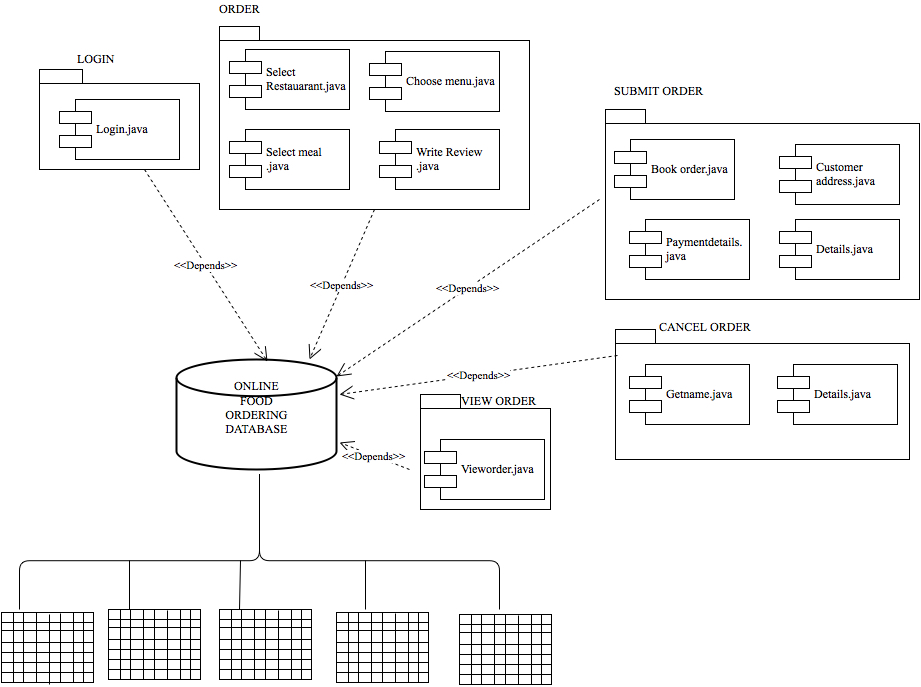 ORDER
LOGIN
Select
Restauarant.java
Choose menu.java
Login.java
Select meal
.java
Write Review
.java
SUBMIT ORDER
Book order.java
Customer
address.java
Paymentdetails.
java
Details.java
<<Depends>>
<<Depends>>
<<Depends>>
CANCEL ORDER
<<Depends>>
Getname.java
Details.java
ONLINE
FOOD
ORDERING
DATABASE
VIEW ORDER
<<Depends>>
Vieworder.java